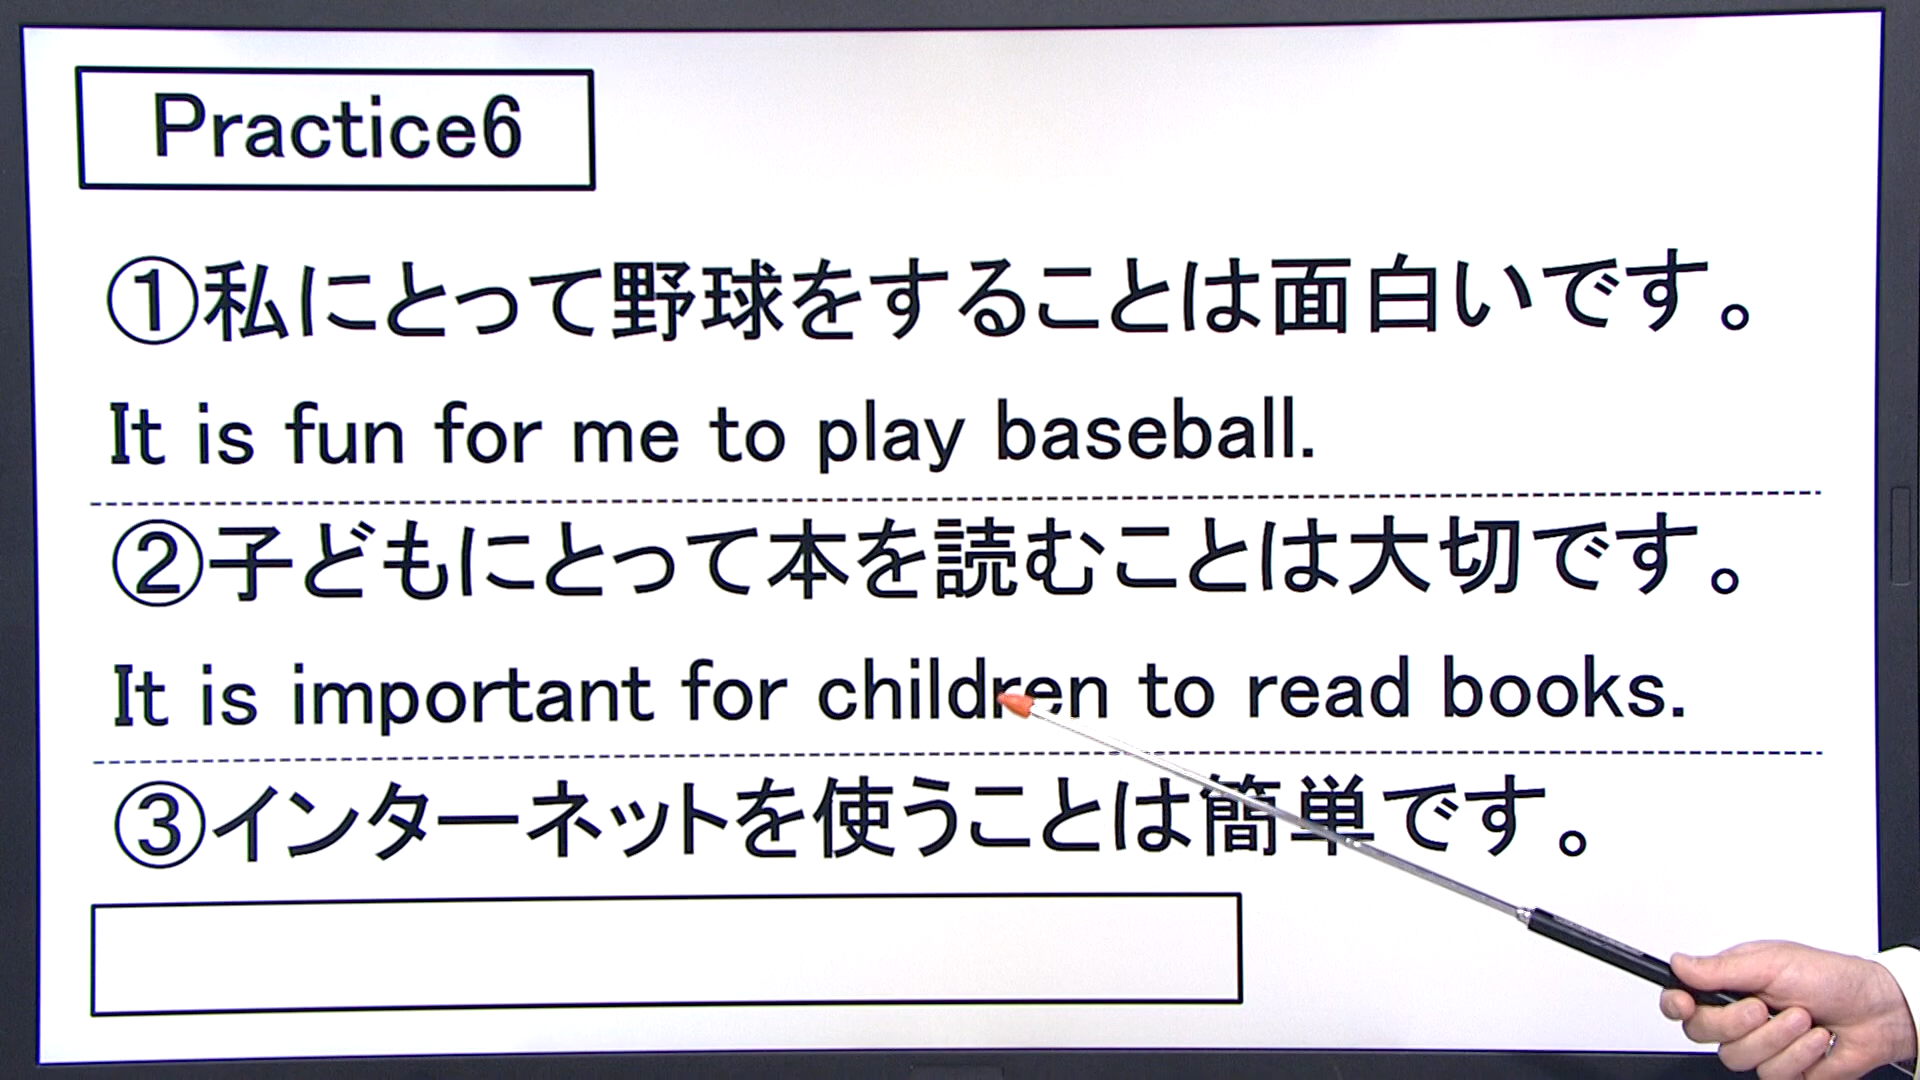 Practice6
①私にとって野球をすることは面白いです。
It is fun for me to play baseball.
②子どもにとって本を読むことは大切です。
It is important for children to read books.
③インターネットを使うことは簡単です。